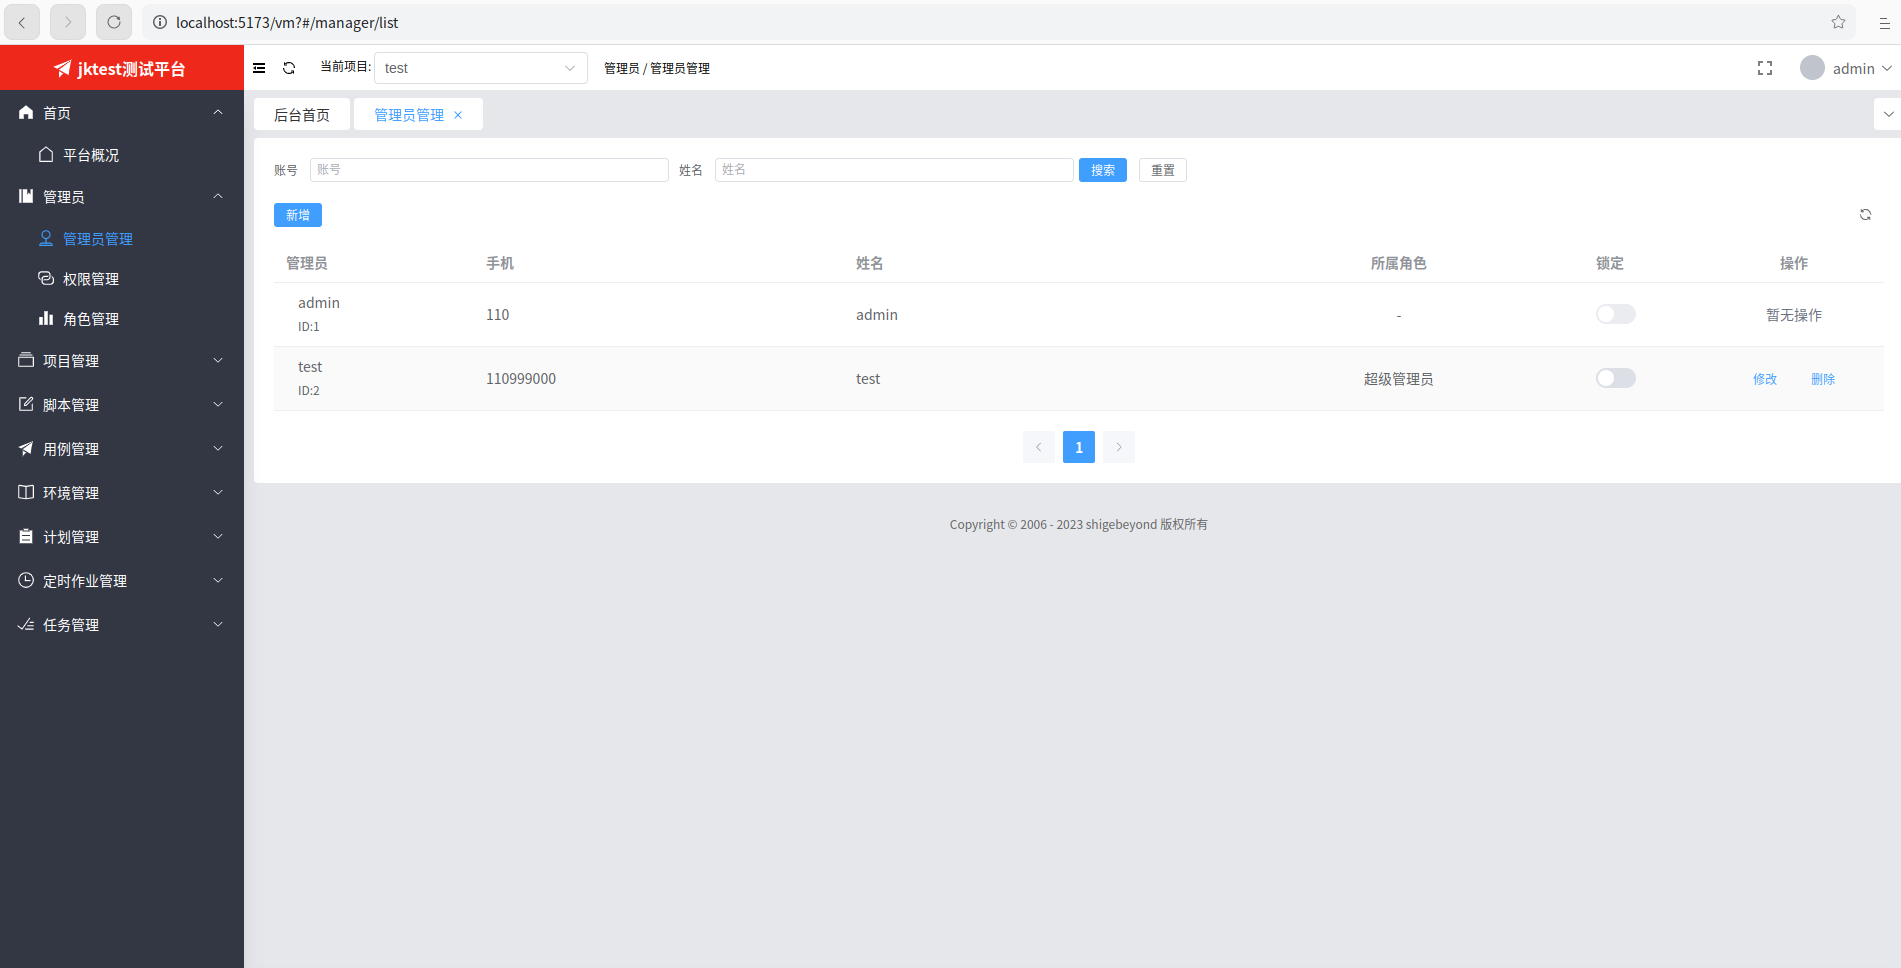 localhost:5173/vm?#/manager/list
jktest测试平台
当前项目: test
管理员 / 管理员管理
admin
首页
平台概况
管理员
管理员管理
权限管理
角色管理
项目管理
脚本管理
用例管理
环境管理
计划管理
定时作业管理
任务管理
后台首页 管理员管理
账号 账号 姓名 姓名 搜索 重置
新增
管理员 手机 姓名 所属角色 锁定 操作
admin
ID:1
110 admin - 暂无操作
test
ID:2
110999000 test 超级管理员 修改 删除
1
Copyright © 2006 - 2023 shigebeyond 版权所有